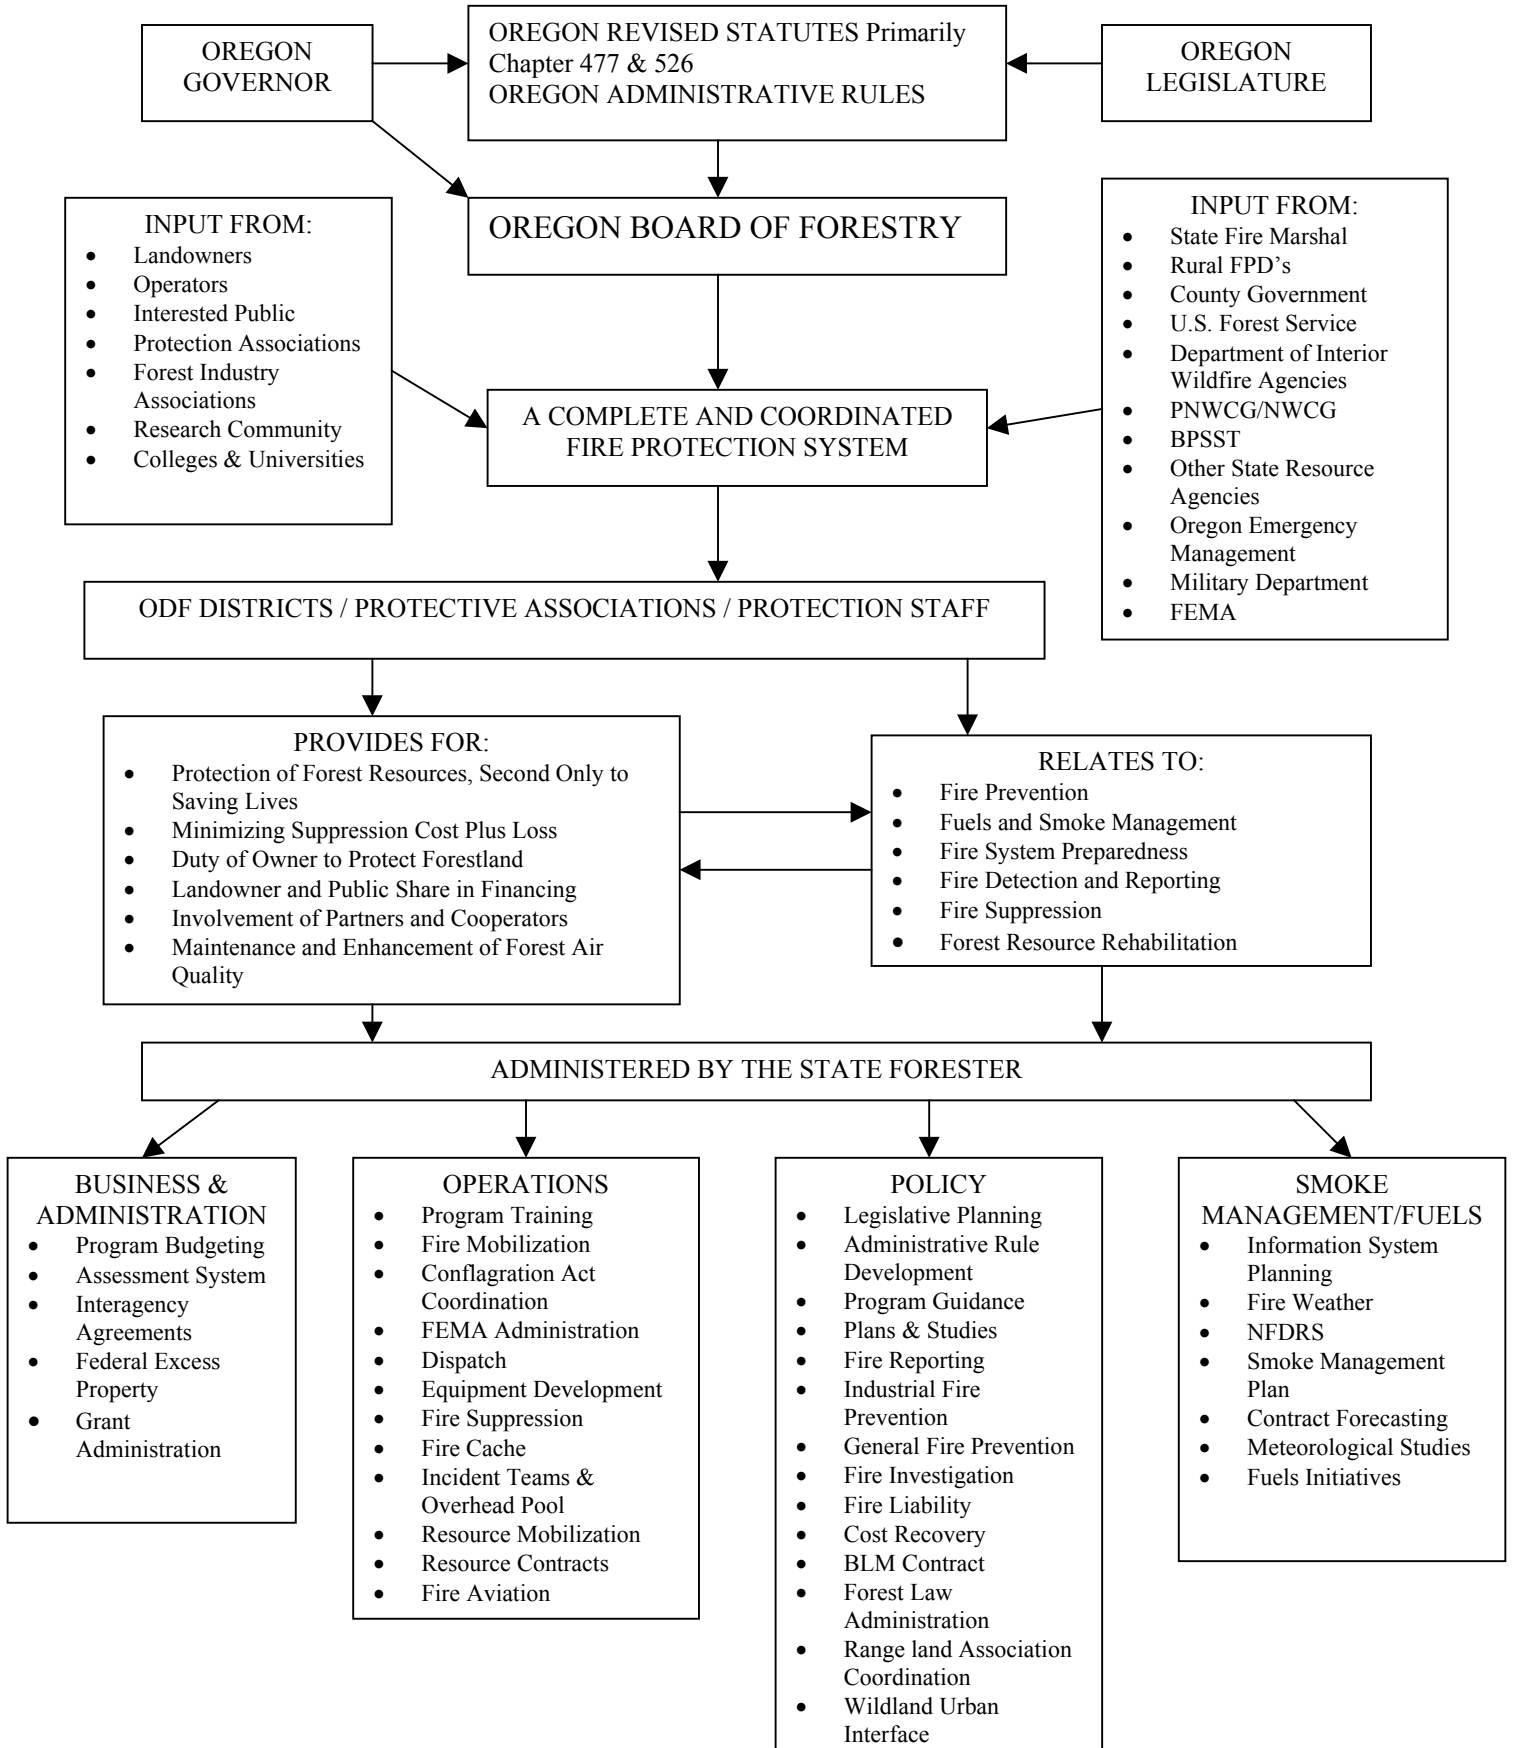 OREGON
GOVERNOR
OREGON REVISED STATUTES Primarily
Chapter 477 & 526
OREGON ADMINISTRATIVE RULES
OREGON
LEGISLATURE
OREGON BOARD OF FORESTRY
INPUT FROM:
• Landowners
• Operators
• Interested Public
• Protection Associations
• Forest Industry
Associations
• Research Community
• Colleges & Universities
INPUT FROM:
• State Fire Marshal
• Rural FPD’s
• County Government
• U.S. Forest Service
• Department of Interior
Wildfire Agencies
• PNWCG/NWCG
• BPSST
• Other State Resource
Agencies
• Oregon Emergency
Management
• Military Department
• FEMA
A COMPLETE AND COORDINATED
FIRE PROTECTION SYSTEM
ODF DISTRICTS / PROTECTIVE ASSOCIATIONS / PROTECTION STAFF
PROVIDES FOR:
• Protection of Forest Resources, Second Only to
Saving Lives
• Minimizing Suppression Cost Plus Loss
• Duty of Owner to Protect Forestland
• Landowner and Public Share in Financing
• Involvement of Partners and Cooperators
• Maintenance and Enhancement of Forest Air
Quality
RELATES TO:
• Fire Prevention
• Fuels and Smoke Management
• Fire System Preparedness
• Fire Detection and Reporting
• Fire Suppression
• Forest Resource Rehabilitation
ADMINISTERED BY THE STATE FORESTER
BUSINESS &
ADMINISTRATION
• Program Budgeting
• Assessment System
• Interagency
Agreements
• Federal Excess
Property
• Grant
Administration
OPERATIONS
• Program Training
• Fire Mobilization
• Conflagration Act
Coordination
• FEMA Administration
• Dispatch
• Equipment Development
• Fire Suppression
• Fire Cache
• Incident Teams &
Overhead Pool
• Resource Mobilization
• Resource Contracts
• Fire Aviation
POLICY
• Legislative Planning
• Administrative Rule
Development
• Program Guidance
• Plans & Studies
• Fire Reporting
• Industrial Fire
Prevention
• General Fire Prevention
• Fire Investigation
• Fire Liability
• Cost Recovery
• BLM Contract
• Forest Law
Administration
• Range land Association
Coordination
• Wildland Urban
Interface
SMOKE
MANAGEMENT/FUELS
• Information System
Planning
• Fire Weather
• NFDRS
• Smoke Management
Plan
• Contract Forecasting
• Meteorological Studies
• Fuels Initiatives